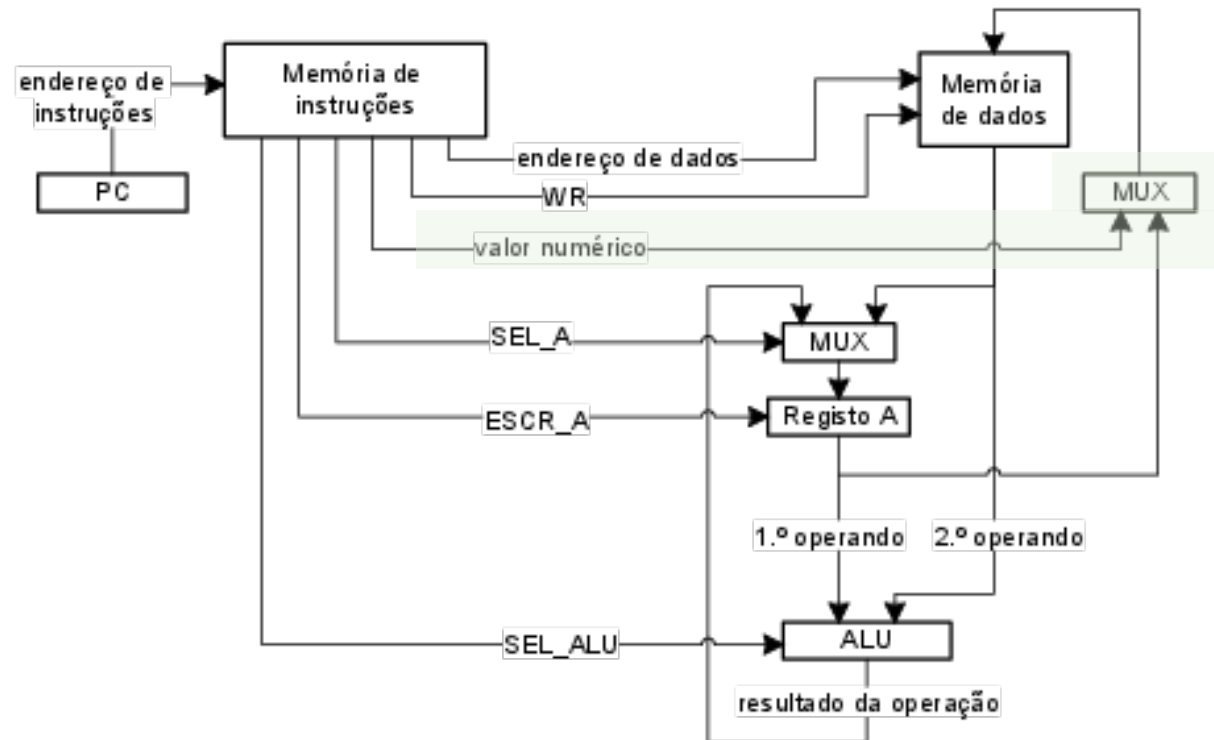 Memória de
instruções
endereço de
instruções
PC
Memória
de dados
endereço de dados
WR
MUX
valor numérico
SEL_A
MUX
ESCR_A
Registo A
1.º operando
2.º operando
SEL_ALU
ALU
resultado da operação